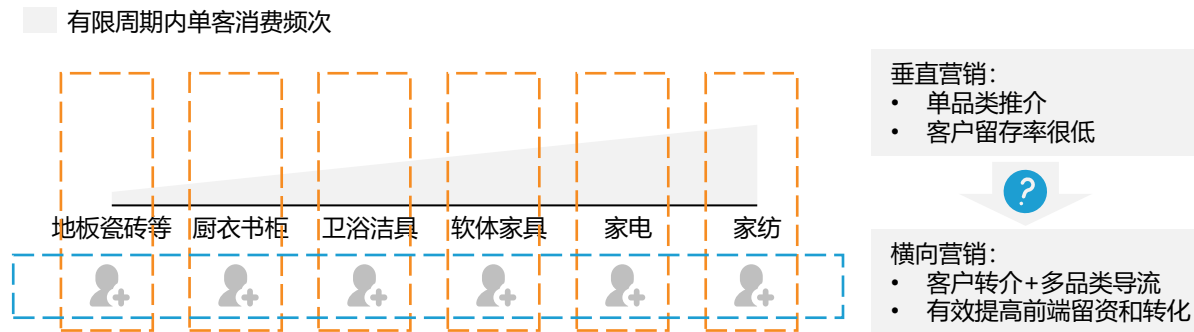 有限周期内单客消费频次
地板瓷砖等
厨衣书柜
卫浴洁具
软体家具
家电
家纺
垂直营销：
• 单品类推介
• 客户留存率很低
?
横向营销：
• 客户转介+多品类导流
• 有效提高前端留资和转化